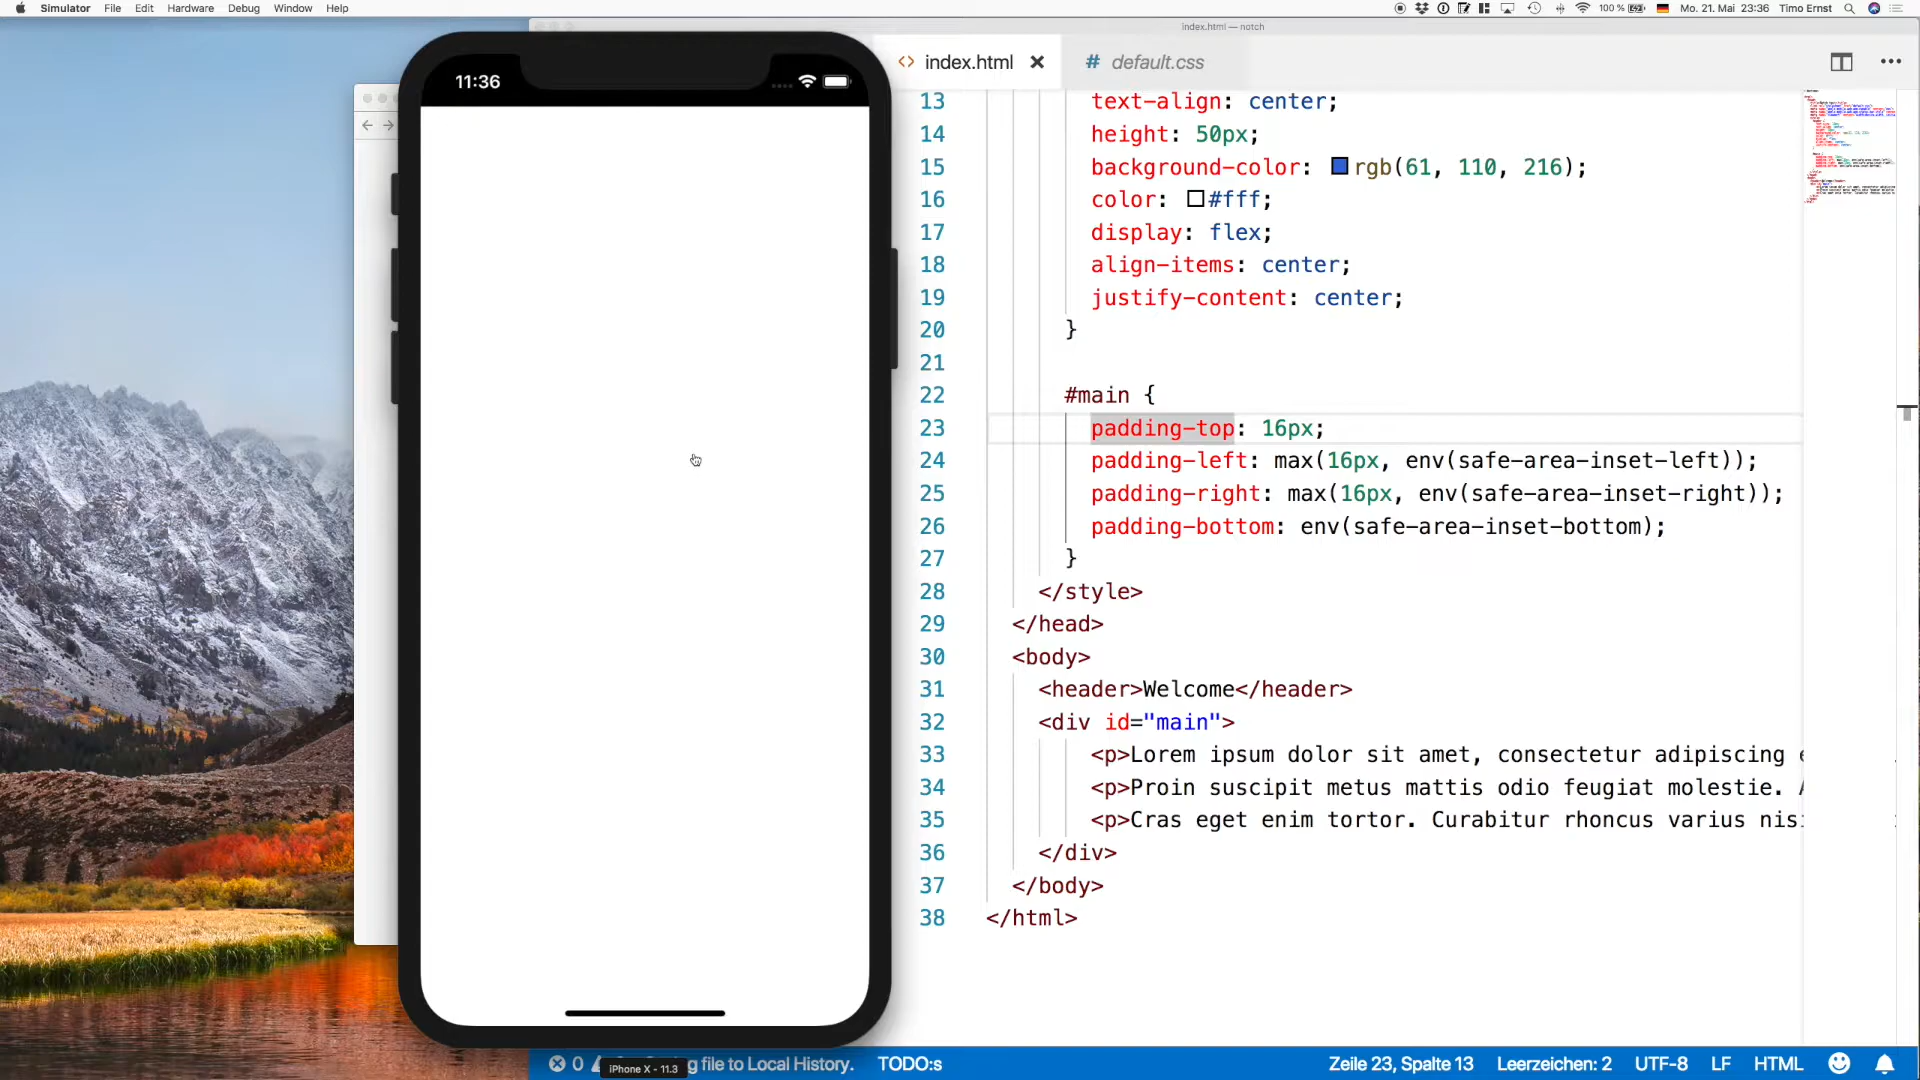 Simulator File Edit Hardware Debug Window Help
100 % Mo. 21. Mai 23:36 Timo Ernst
index.html — notch
11:36
index.html
# default.css
13 text-align: center;
14 height: 50px;
15 background-color: rgb(61, 110, 216);
16 color: #fff;
17 display: flex;
18 align-items: center;
19 justify-content: center;
20 }
21
22 #main {
23 padding-top: 16px;
24 padding-left: max(16px, env(safe-area-inset-left));
25 padding-right: max(16px, env(safe-area-inset-right));
26 padding-bottom: env(safe-area-inset-bottom);
27 }
28 </style>
29 </head>
30 <body>
31 <header>Welcome</header>
32 <div id="main">
33 <p>Lorem ipsum dolor sit amet, consectetur adipiscing
34 <p>Proin suscipit metus mattis odio feugiat molestie.
35 <p>Cras eget enim tortor. Curabitur rhoncus varius nis
36 </div>
37 </body>
38 </html>
0 g file to Local History. TODO:s Zeile 23, Spalte 13 Leerzeichen: 2 UTF-8 LF HTML
iPhone X - 11.3